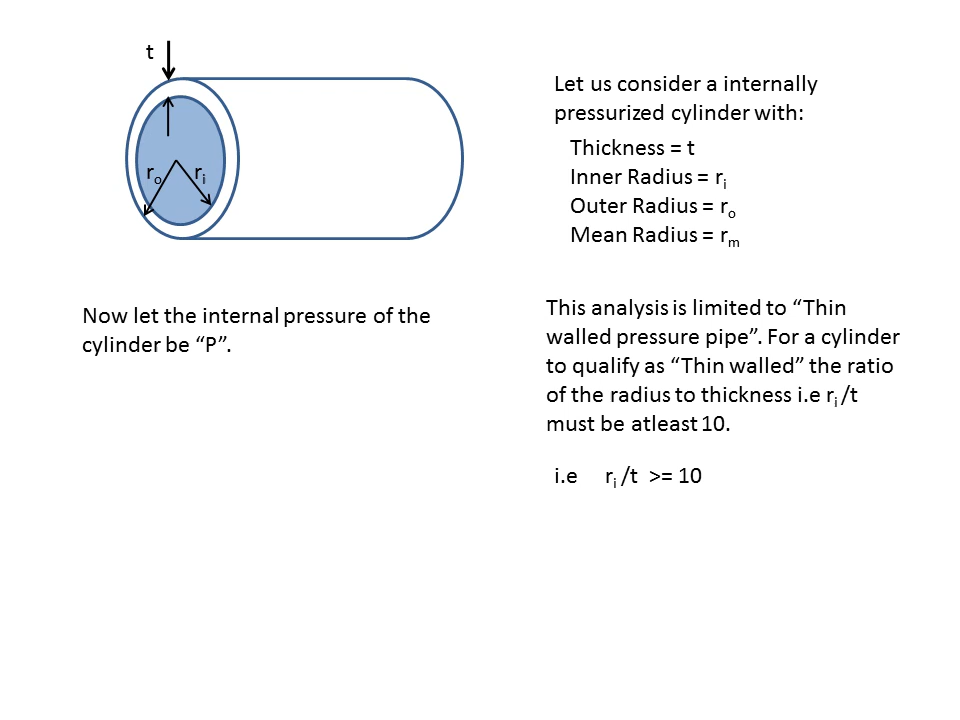 t
r₀ rᵢ
Let us consider a internally
pressurized cylinder with:
Thickness = t
Inner Radius = rᵢ
Outer Radius = rₒ
Mean Radius = rₘ
Now let the internal pressure of the
cylinder be “P”.
This analysis is limited to “Thin
walled pressure pipe”. For a cylinder
to qualify as “Thin walled” the ratio
of the radius to thickness i.e rᵢ /t
must be atleast 10.
i.e rᵢ /t >= 10